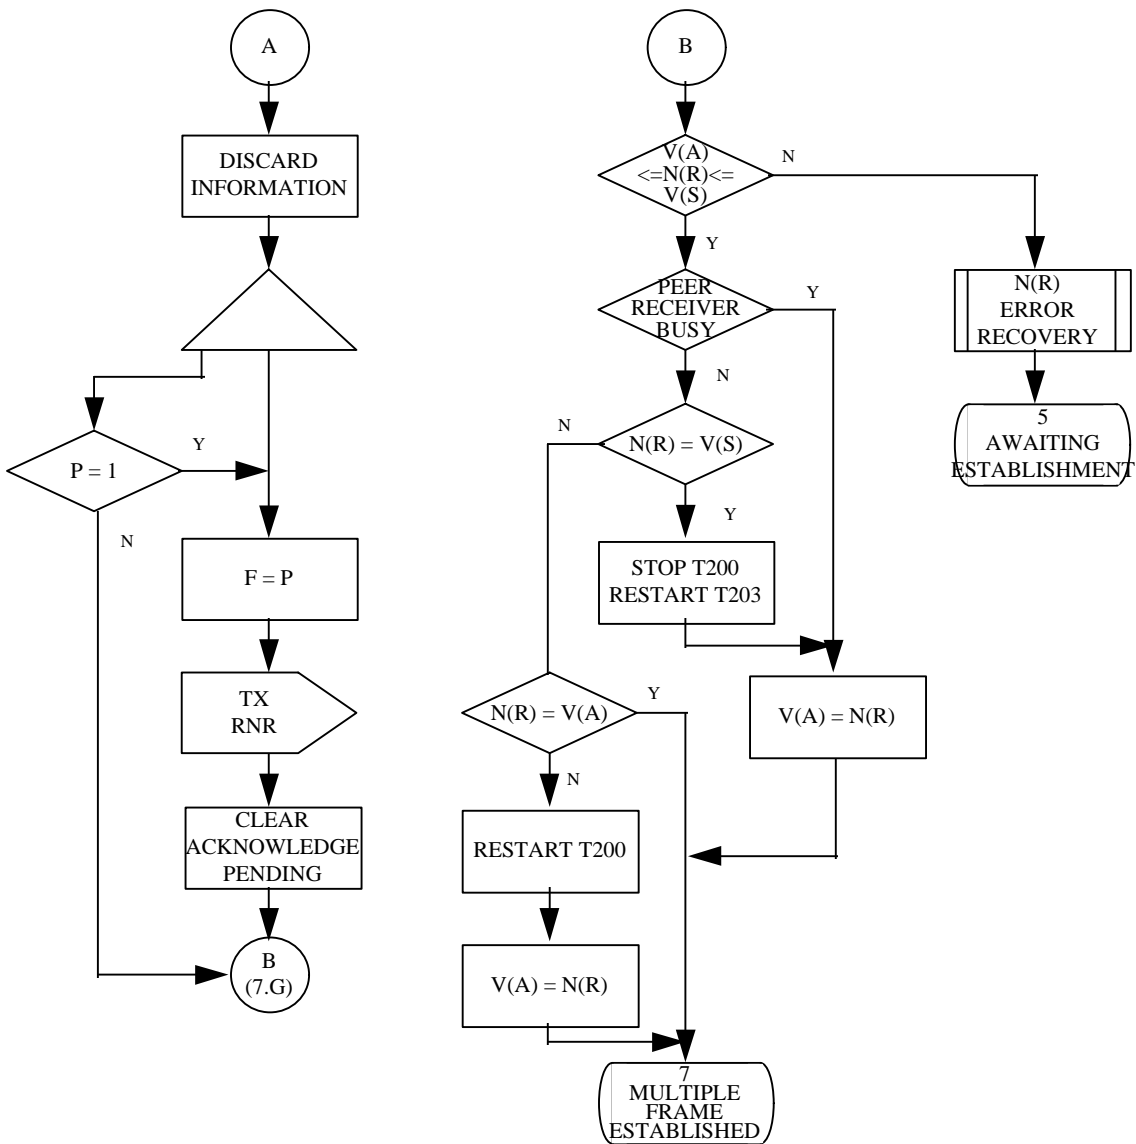 A
DISCARD
INFORMATION
P = 1
Y
N
F = P
TX
RNR
CLEAR
ACKNOWLEDGE
PENDING
B
(7.G)
B
V(A)
<=N(R)<=
V(S)
N
Y
PEER
RECEIVER
BUSY
Y
N
N(R)
ERROR
RECOVERY
5
AWAITING
ESTABLISHMENT
N
N(R) = V(S)
Y
STOP T200
RESTART T203
N(R) = V(A)
Y
V(A) = N(R)
N
RESTART T200
V(A) = N(R)
7
MULTIPLE
FRAME
ESTABLISHED